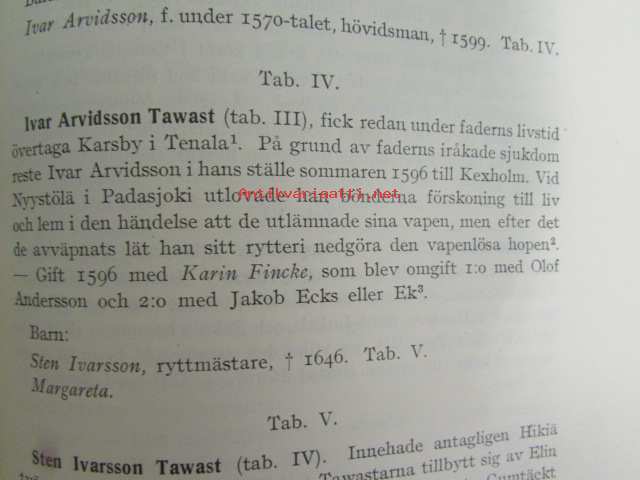 Ivar Arvidsson, f. under 1570-talet, hövidsman, † 1599. Tab. IV.
Tab. IV.
Ivar Arvidsson Tawast (tab. III), fick redan under faderns livstid
övertaga Karsby i Tenala¹. På grund av faderns iråkade sjukdom
reste Ivar Arvidsson i hans ställe sommaren 1596 till Kexholm. Vid
Nyystölä i Padasjoki utlovade han bönderna förskoning till liv
Antikvariaatti.net
och lem i den händelse att de utlämnade sina vapen, men efter det
de avväpnats lät han sitt rytteri nedgöra den vapenlösa hopen².
— Gift 1596 med Karin Fincke, som blev omgift 1:o med Olof
Andersson och 2:o med Jakob Ecks eller Ek³.
Barn:
Sten Ivarsson, ryttmästare, † 1646. Tab. V.
Margareta.
Tab. V.
Sten Ivarsson Tawast (tab. IV). Innehade antagligen Hikiä
Tawastarna tillbytt sig av Elin
Gumtäckt